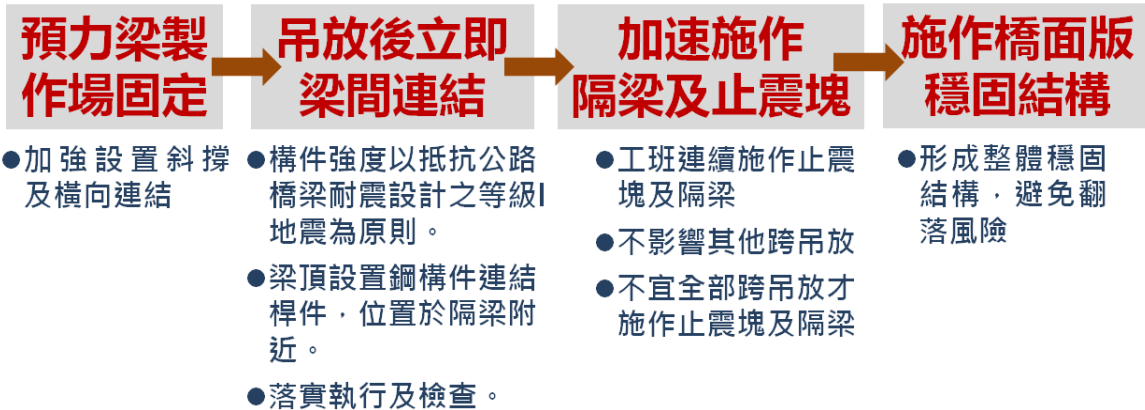 預力梁製
作場固定
●加強設置斜撐
及橫向連結
吊放後立即
梁間連結
●構件強度以抵抗公路
橋梁耐震設計之等級I
地震為原則。
●梁頂設置鋼構件連結
桿件，位置於隔梁附
近。
●落實執行及檢查。
加速施作
隔梁及止震塊
●工班連續施作止震
塊及隔梁
●不影響其他跨吊放
●不宜全部跨吊放才
施作止震塊及隔梁
施作橋面版
穩固結構
●形成整體穩固
結構，避免翻
落風險